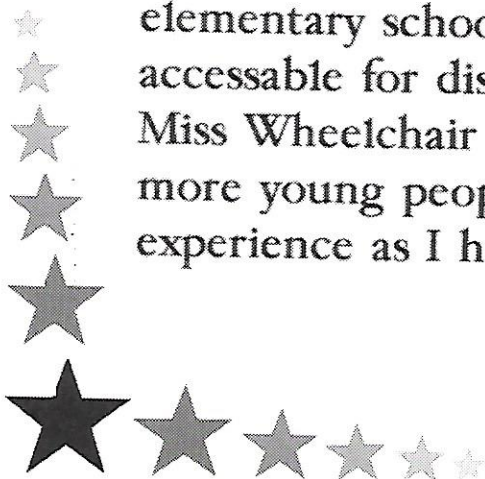 elementary schoo
accessable for dis
Miss Wheelchair
more young peop
experience as I h